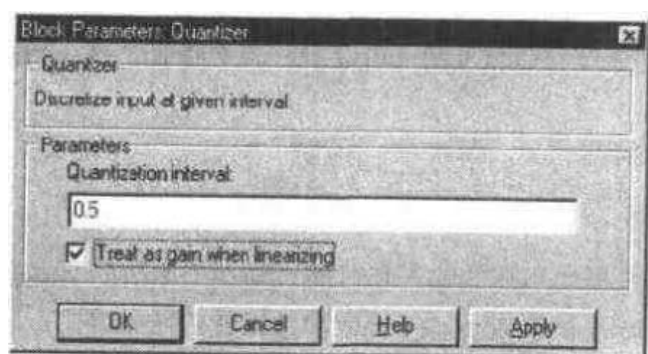 Block Parameters: Quantizer
Quantizer
Discretize input at given interval.
Parameters
Quantization interval:
0.5
Treat as gain when linearizing
OK Cancel Help Apply